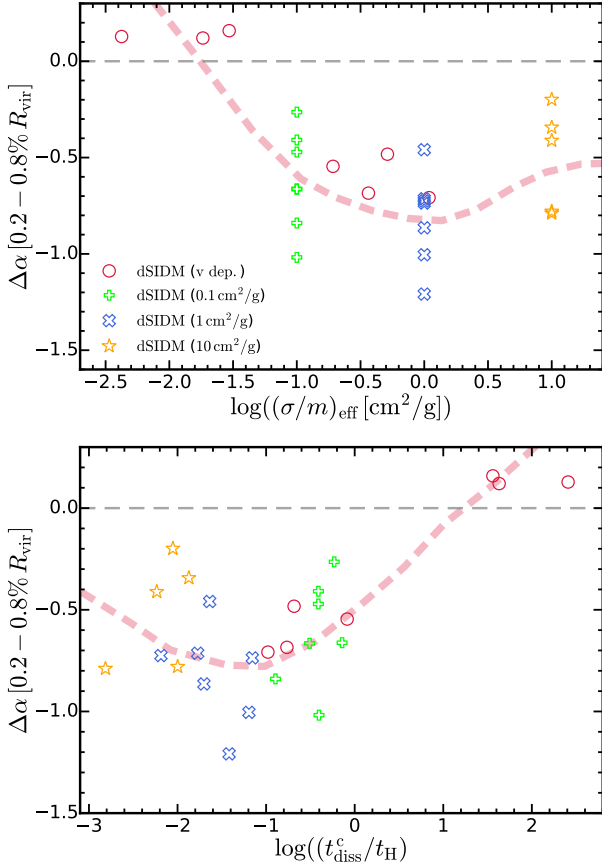 0.0
−0.5
−1.0
−1.5
Δα [0.2 − 0.8% R_vir]
dSIDM (v dep.)
dSIDM (0.1 cm²/g)
dSIDM (1 cm²/g)
dSIDM (10 cm²/g)
−2.5 −2.0 −1.5 −1.0 −0.5 0.0 0.5 1.0
log((σ/m)_eff [cm²/g])
0.0
−0.5
−1.0
−1.5
Δα [0.2 − 0.8% R_vir]
−3 −2 −1 0 1 2
log((t^c_diss/t_H)